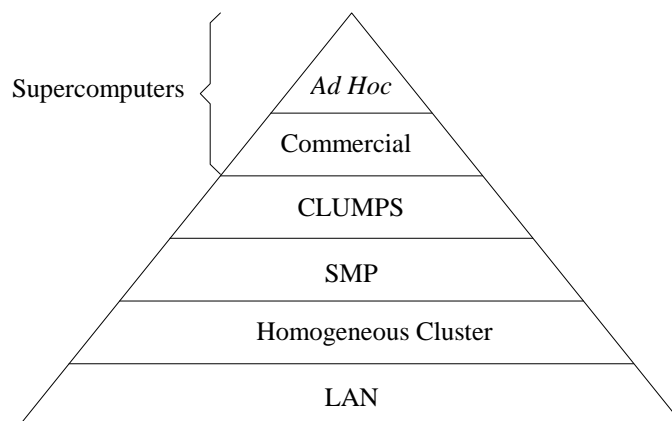 Ad Hoc
Supercomputers
Commercial
CLUMPS
SMP
Homogeneous Cluster
LAN